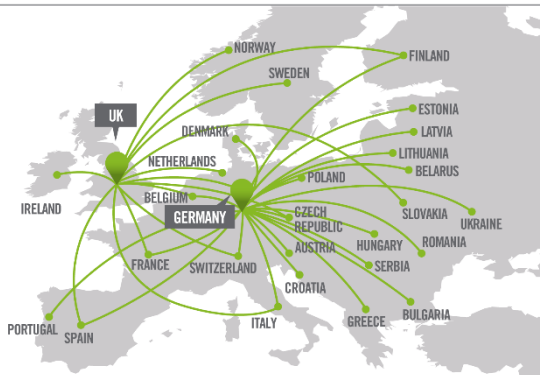 NORWAY
FINLAND
SWEDEN
UK
ESTONIA
DENMARK
LATVIA
NETHERLANDS
LITHUANIA
BELARUS
POLAND
BELGIUM
IRELAND
GERMANY
SLOVAKIA
CZECH
REPUBLIC
UKRAINE
HUNGARY
AUSTRIA
ROMANIA
FRANCE
SWITZERLAND
SERBIA
CROATIA
PORTUGAL
SPAIN
ITALY
GREECE
BULGARIA